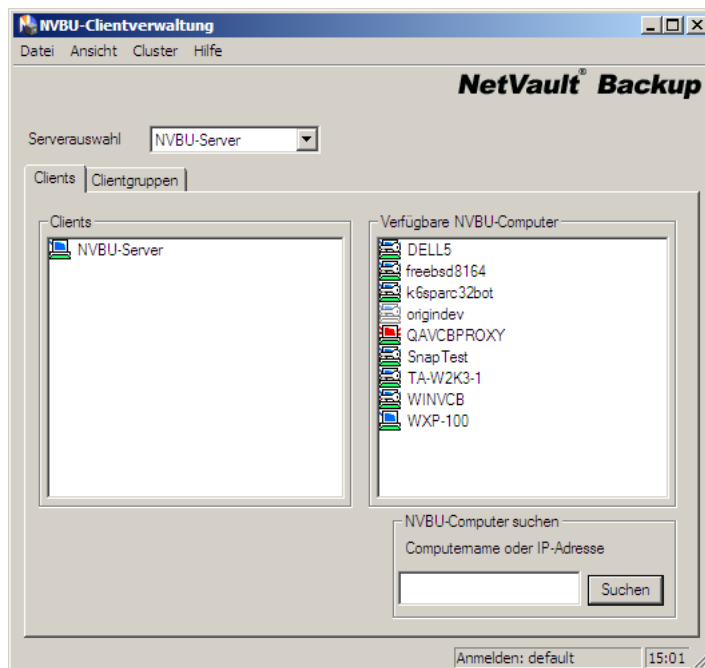 NVBU-Clientverwaltung
Datei Ansicht Cluster Hilfe
NetVault® Backup
Serverauswahl NVBU-Server
Clients Clientgruppen
Clients
NVBU-Server
Verfügbare NVBU-Computer
DELL5
freebsd8164
k6sparc32bot
origindev
QAVCBPROXY
SnapTest
TA-W2K3-1
WINVCB
WXP-100
NVBU-Computer suchen
Computername oder IP-Adresse
Suchen
Anmelden: default 15:01